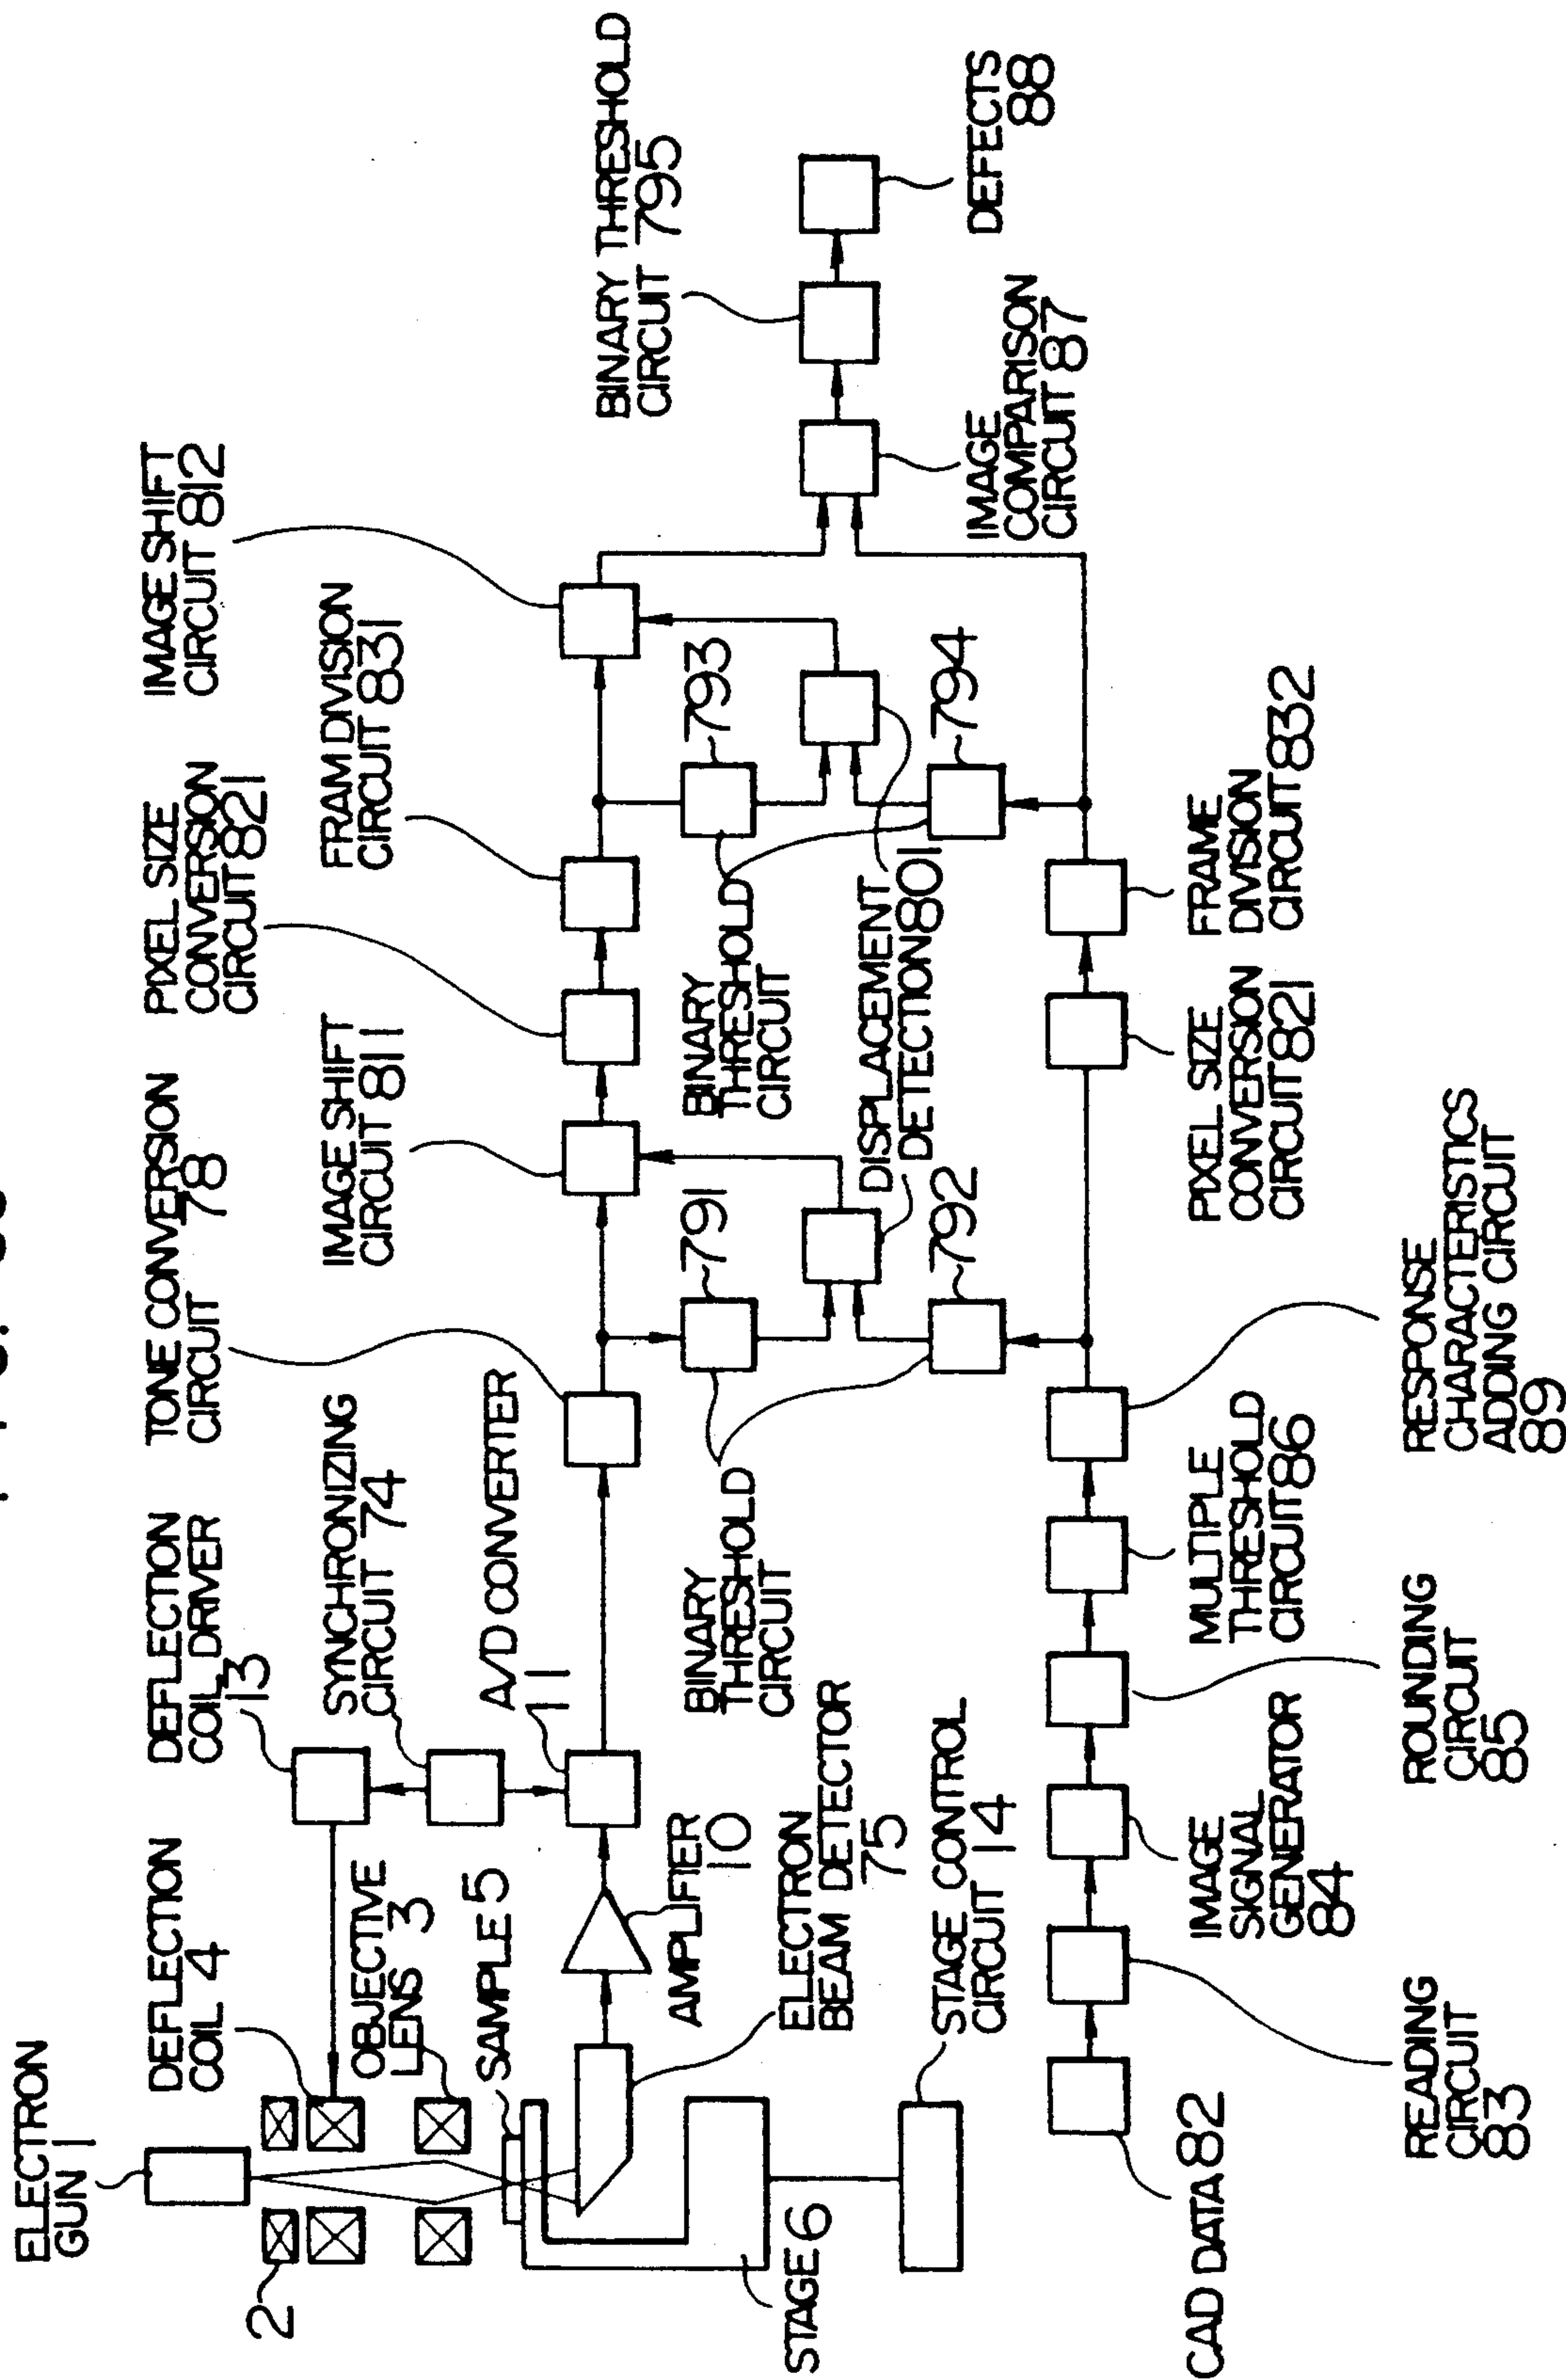 ELECTRON
GUN 1
2
DEFLECTION
COIL 4
OBJECTIVE
LENS 3
SAMPLE 5
STAGE 6
DEFLECTION
COIL DRIVER
13
SYNCHRONIZING
CIRCUIT 74
A/D CONVERTER
11
AMPLIFIER
10
ELECTRON
BEAM DETECTOR
75
STAGE CONTROL
CIRCUIT 14
TONE CONVERSION
CIRCUIT 78
IMAGE SHIFT
CIRCUIT 811
PIXEL SIZE
CONVERSION
CIRCUIT 821
FRAM DIVISION
CIRCUIT 831
IMAGE SHIFT
CIRCUIT 812
BINARY THRESHOLD
CIRCUIT 795
791
BINARY
THRESHOLD
CIRCUIT
792
793
BINARY
THRESHOLD
CIRCUIT
794
DISPLACEMENT
DETECTION 801
IMAGE
COMPARISON
CIRCUIT 87
DEFECTS
88
CAD DATA 82
READING
CIRCUIT
83
IMAGE
SIGNAL
GENERATOR
84
ROUNDING
CIRCUIT
85
MULTIPLE
THRESHOLD
CIRCUIT 86
RESPONSE
CHARACTERISTICS
ADDING CIRCUIT
89
PIXEL SIZE
CONVERSION
CIRCUIT 821
FRAME
DIVISION
CIRCUIT 832